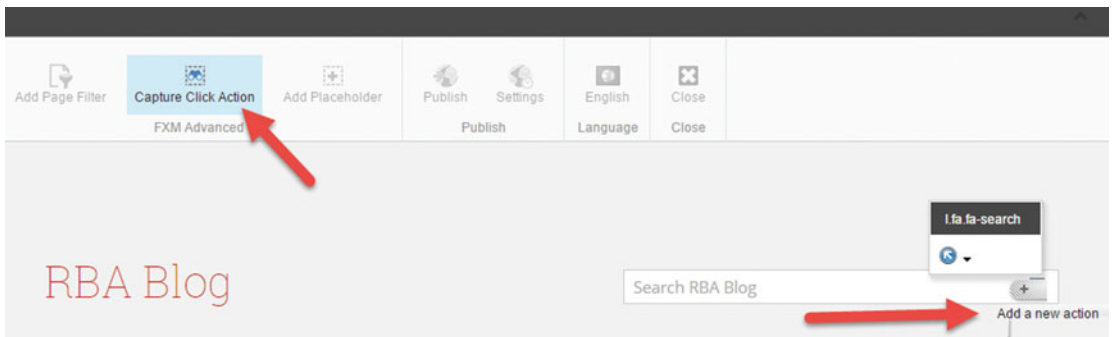 Add Page Filter
Capture Click Action
Add Placeholder
Publish
Settings
English
Close
FXM Advanced
Publish
Language
Close
I.fa.fa-search
RBA Blog
Search RBA Blog
Add a new action